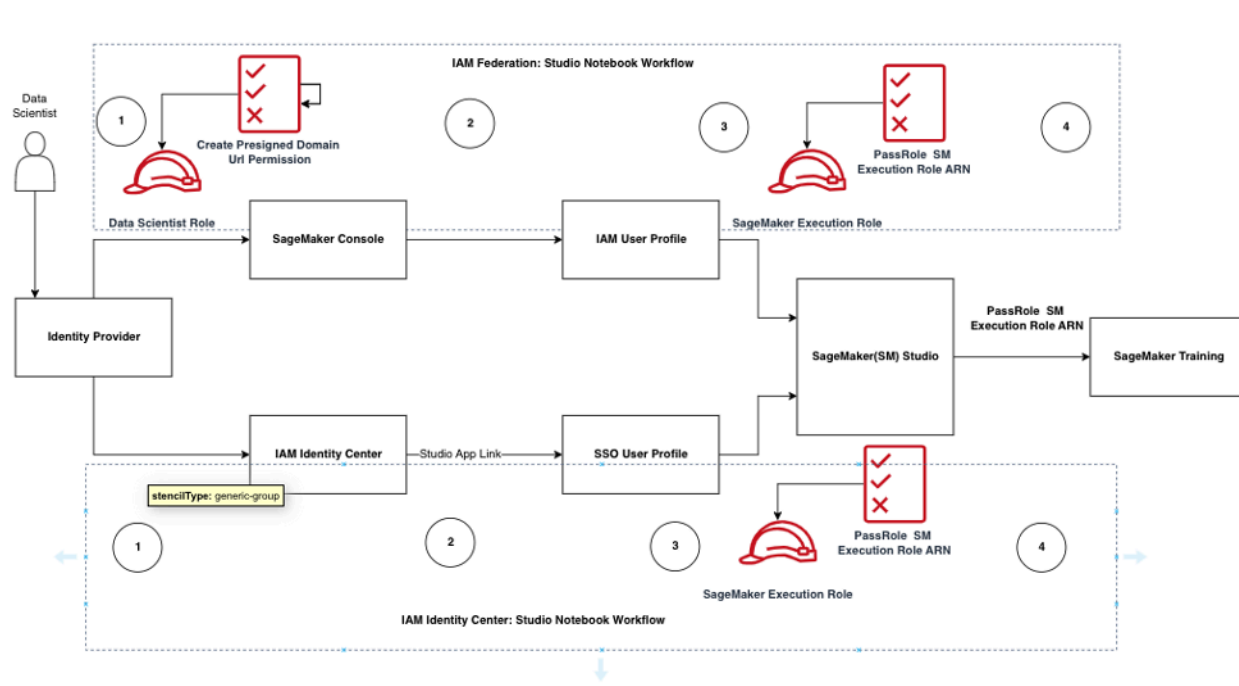 IAM Federation: Studio Notebook Workflow
Data
Scientist
1
2
3
4
Create Presigned Domain
Url Permission
PassRole SM
Execution Role ARN
Data Scientist Role
SageMaker Execution Role
SageMaker Console
IAM User Profile
Identity Provider
PassRole SM
Execution Role ARN
SageMaker(SM) Studio
SageMaker Training
IAM Identity Center
Studio App Link
SSO User Profile
stencilType: generic-group
1
2
3
4
PassRole SM
Execution Role ARN
SageMaker Execution Role
IAM Identity Center: Studio Notebook Workflow